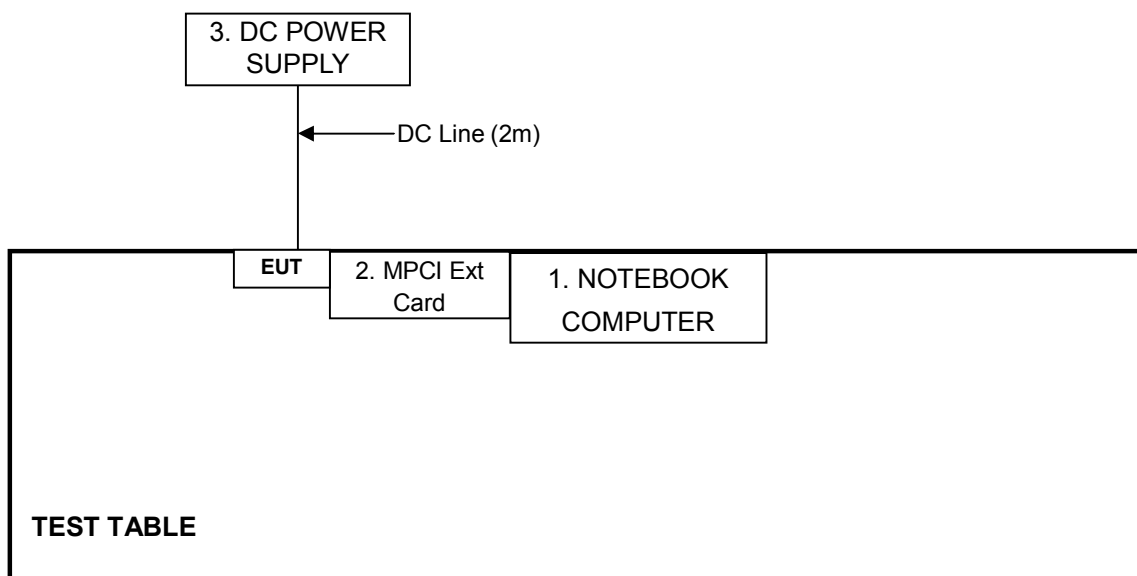 3. DC POWER
SUPPLY
DC Line (2m)
EUT
2. MPCI Ext
Card
1. NOTEBOOK
COMPUTER
TEST TABLE